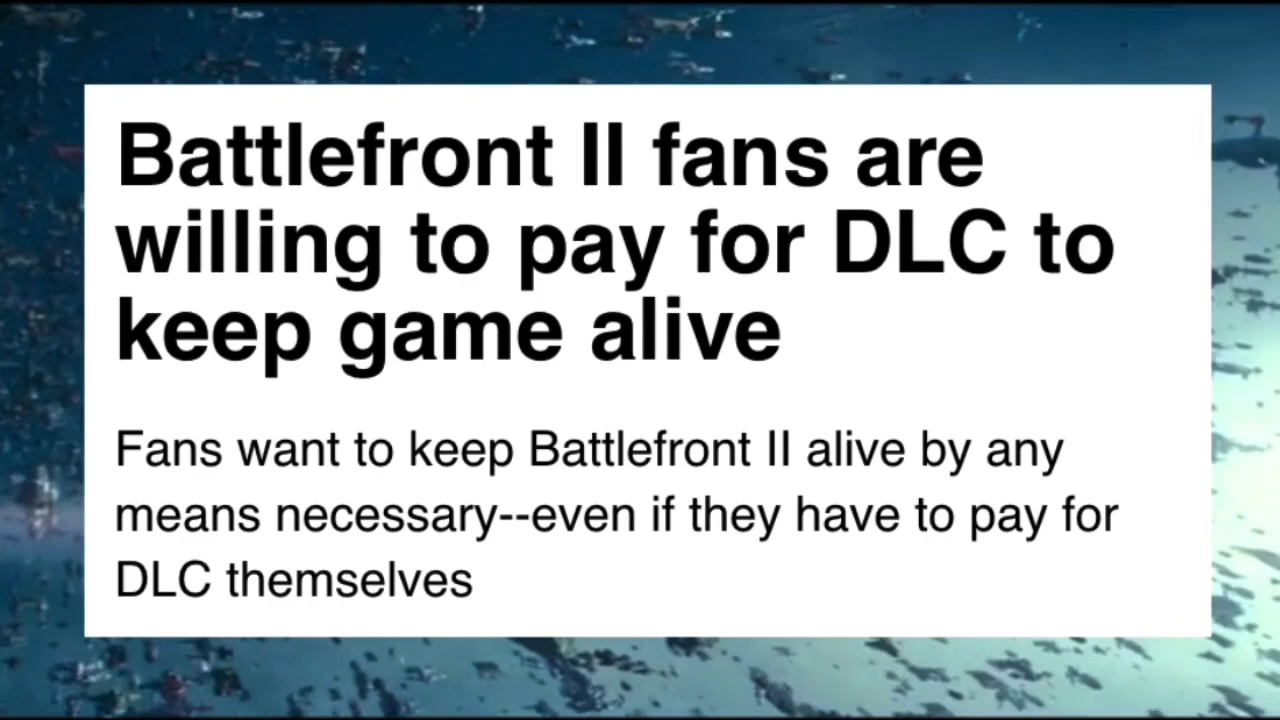 Battlefront II fans are
willing to pay for DLC to
keep game alive
Fans want to keep Battlefront II alive by any
means necessary--even if they have to pay for
DLC themselves